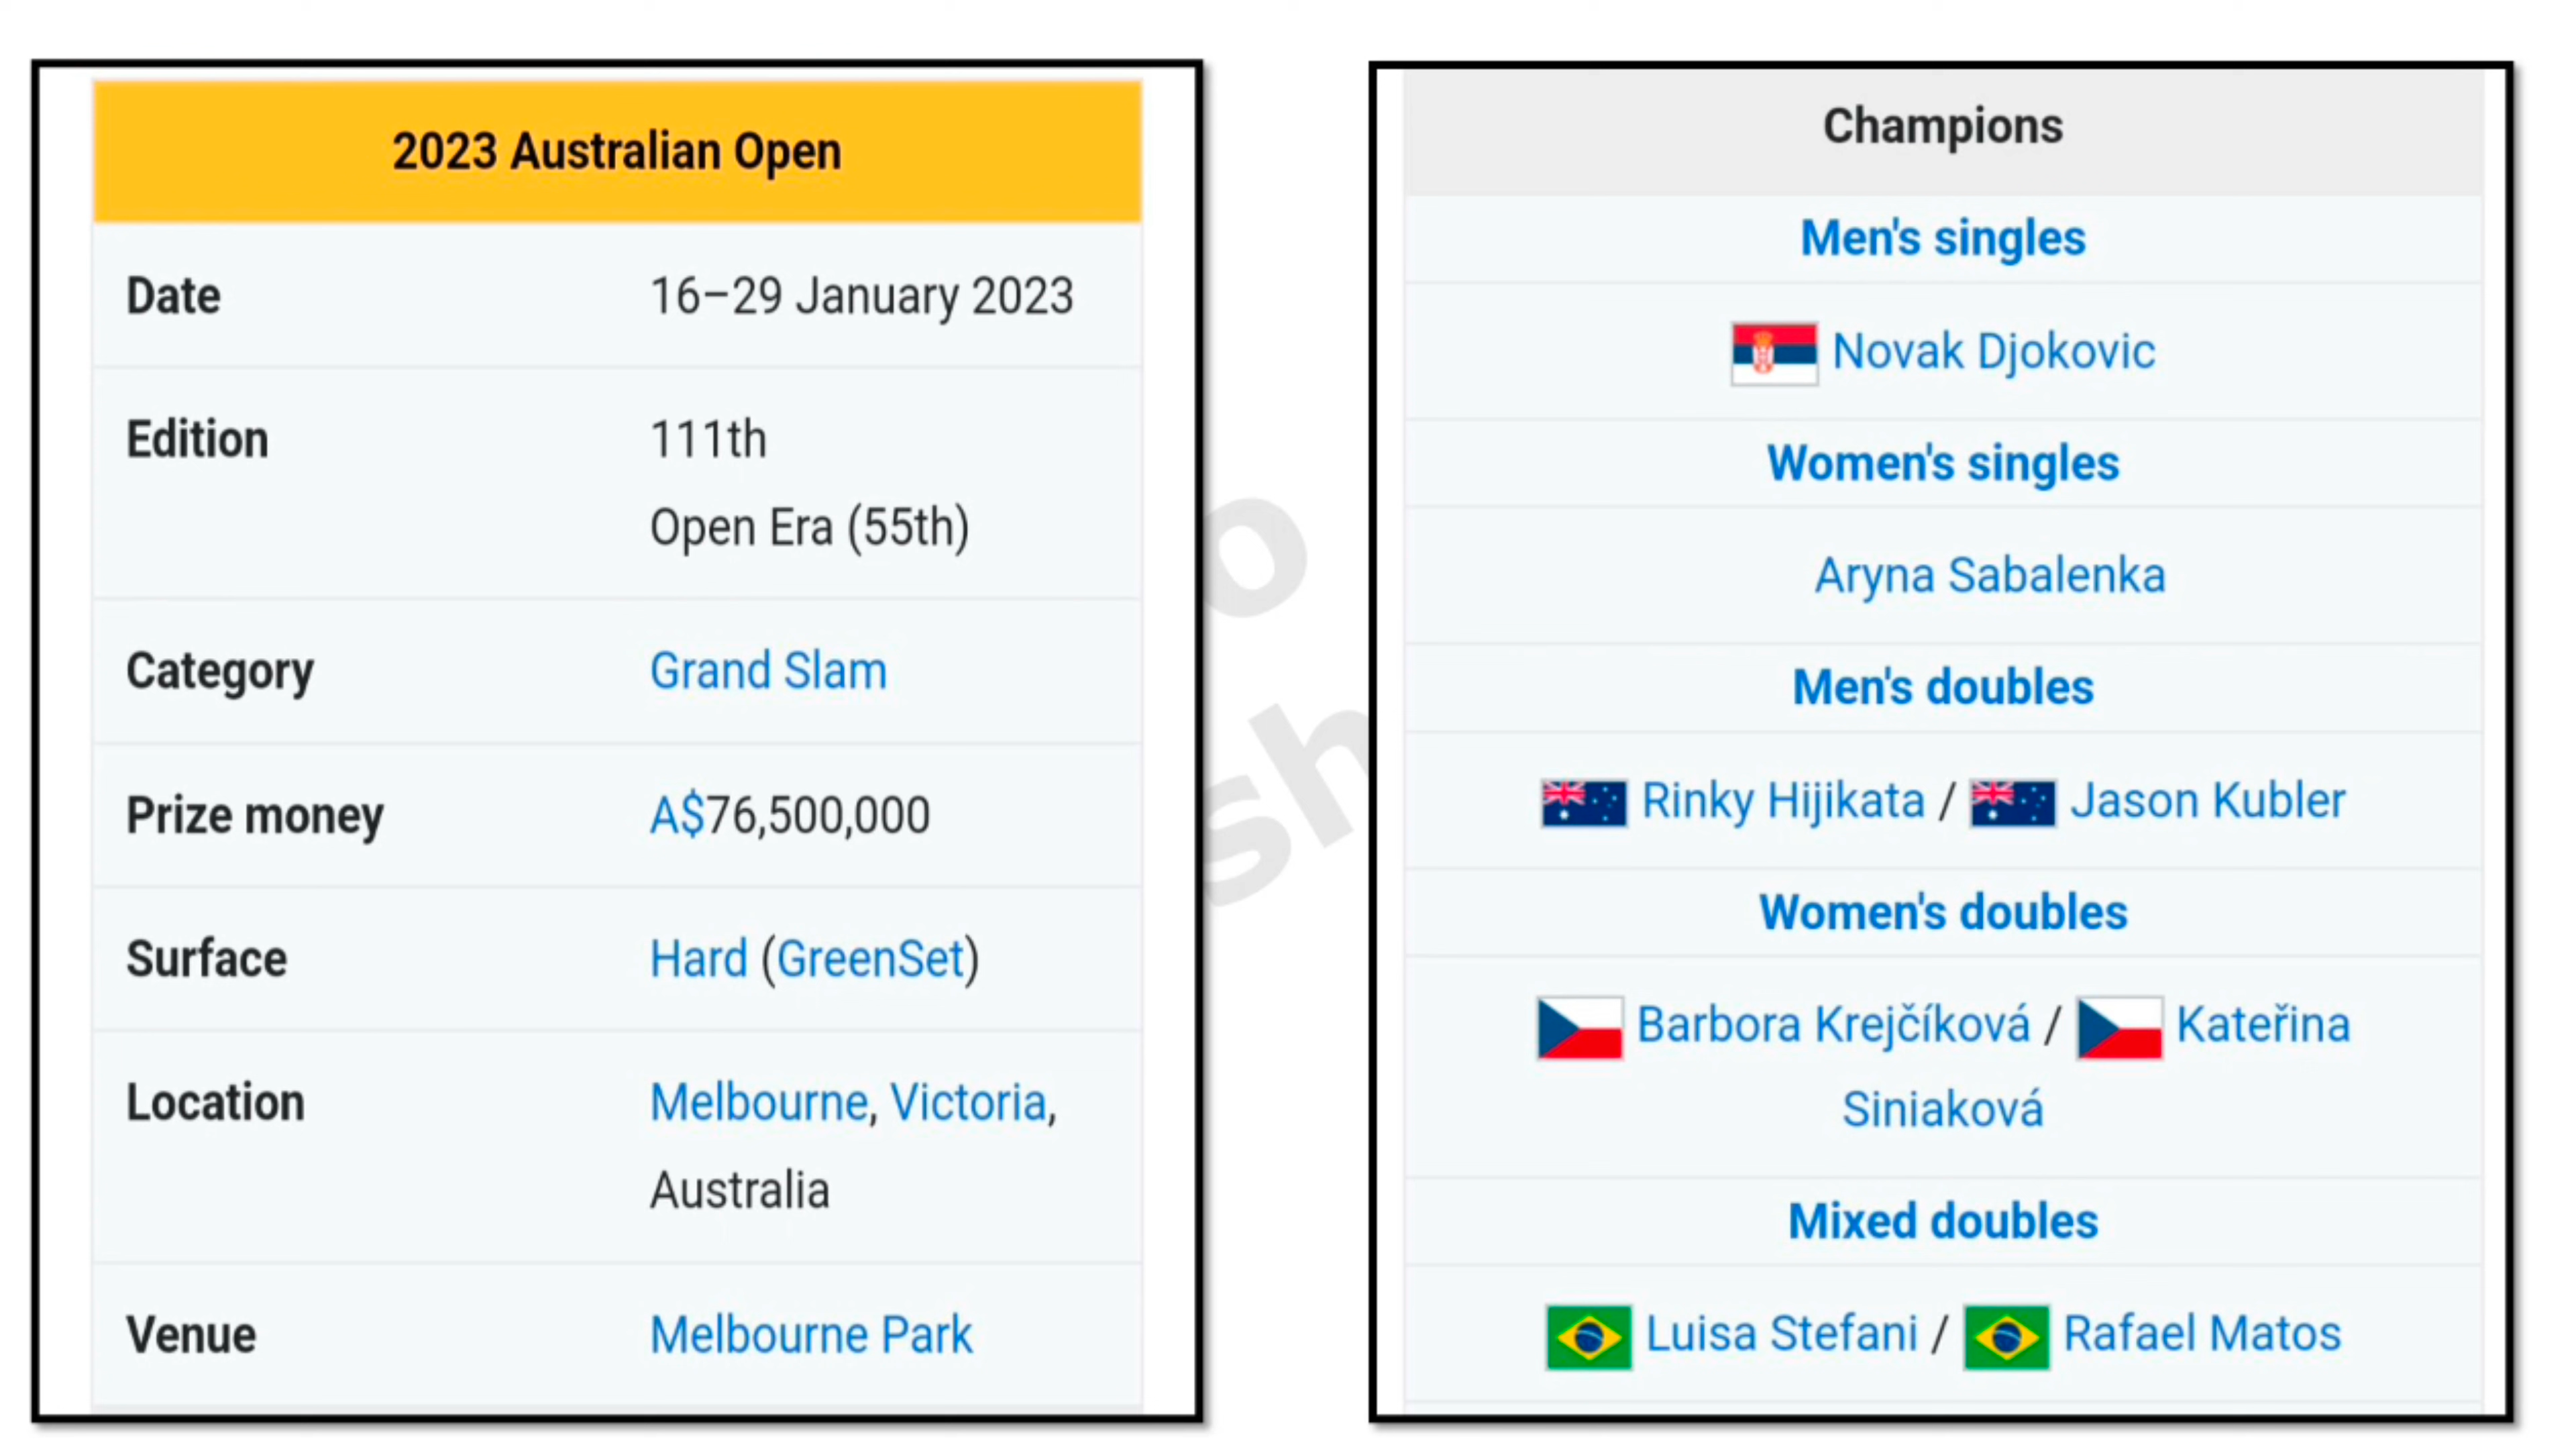 2023 Australian Open
Date 16–29 January 2023
Edition 111th
Open Era (55th)
Category Grand Slam
Prize money A$76,500,000
Surface Hard (GreenSet)
Location Melbourne, Victoria,
Australia
Venue Melbourne Park
Champions
Men's singles
Novak Djokovic
Women's singles
Aryna Sabalenka
Men's doubles
Rinky Hijikata / Jason Kubler
Women's doubles
Barbora Krejčíková / Kateřina
Siniaková
Mixed doubles
Luisa Stefani / Rafael Matos